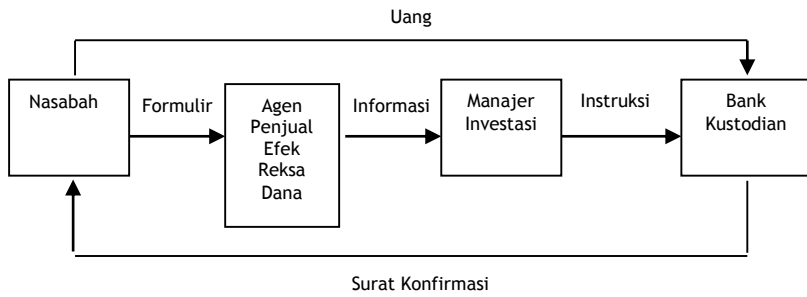 Uang
Nasabah
Formulir
Agen
Penjual
Efek
Reksa
Dana
Informasi
Manajer
Investasi
Instruksi
Bank
Kustodian
Surat Konfirmasi